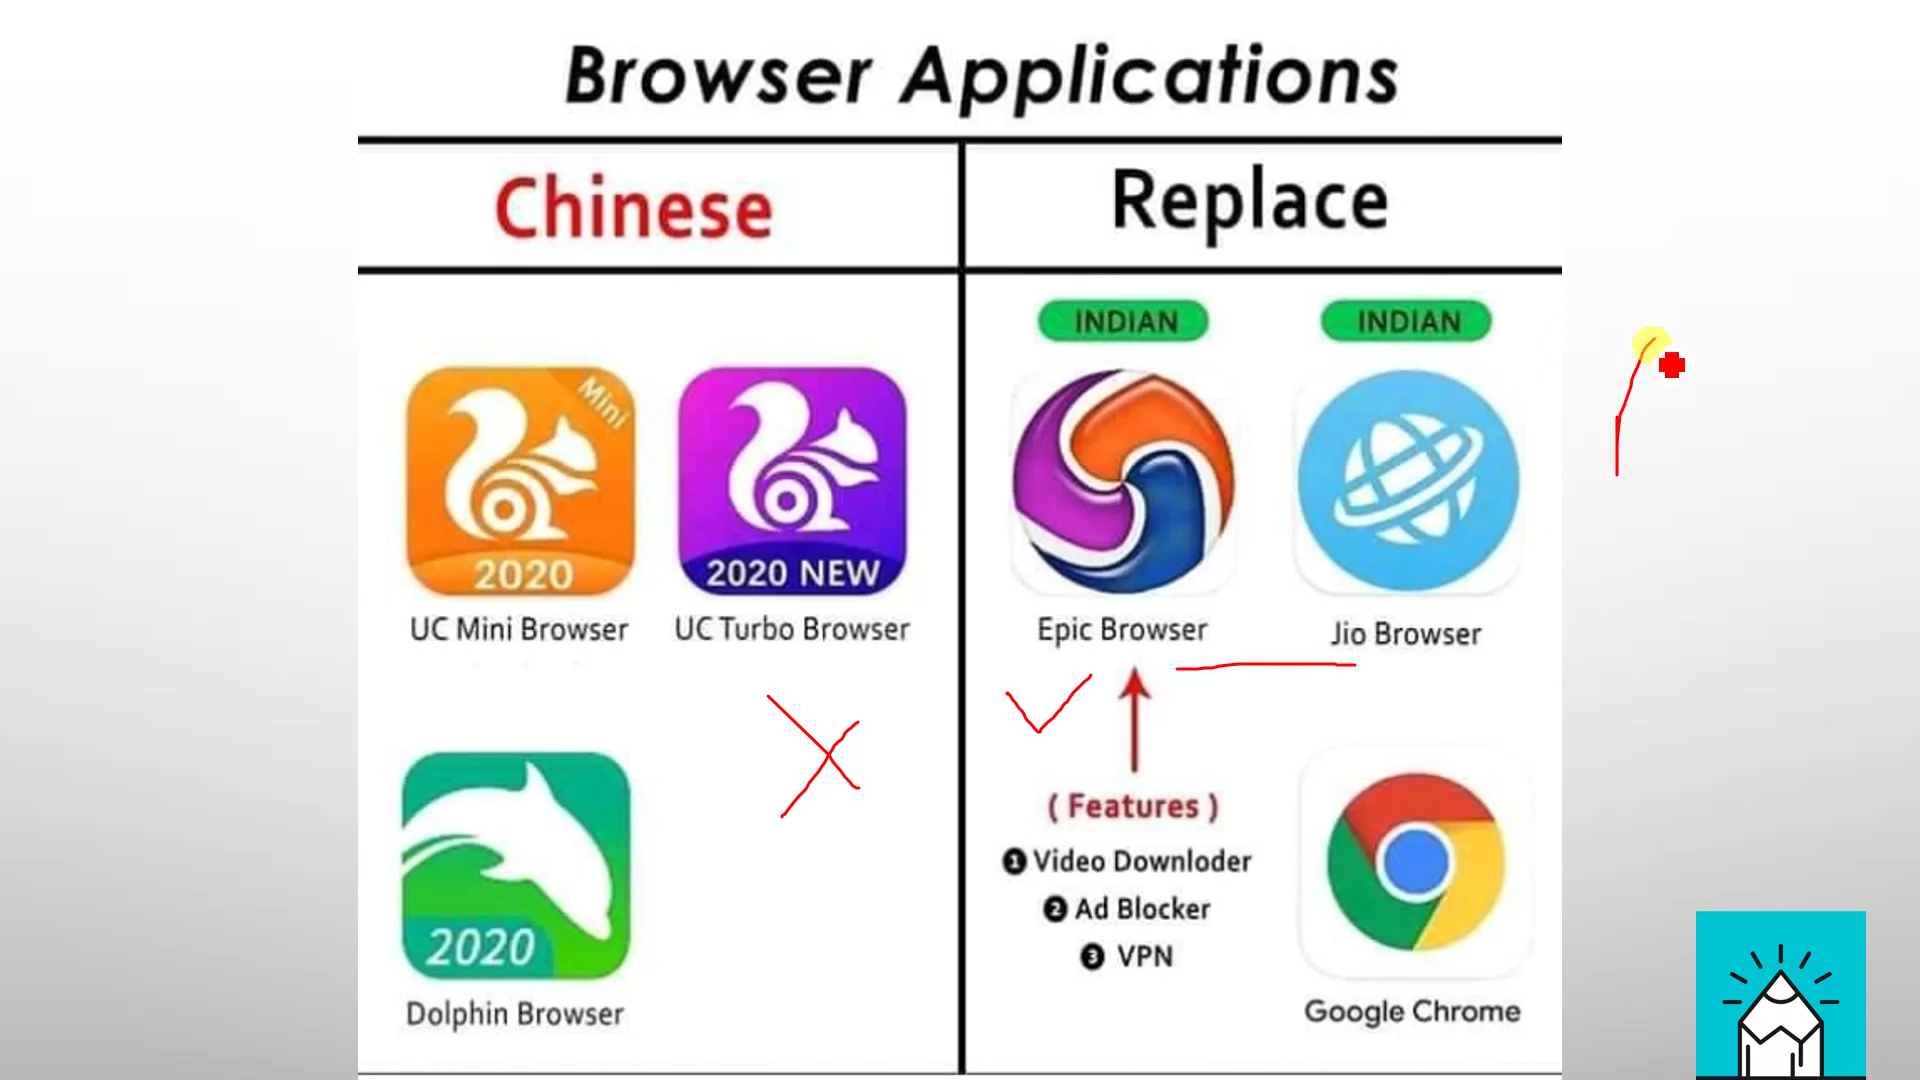 Browser Applications
Chinese
Replace
INDIAN
INDIAN
Mini
2020
2020 NEW
UC Mini Browser
UC Turbo Browser
Epic Browser
Jio Browser
( Features )
1 Video Downloder
2 Ad Blocker
3 VPN
2020
Dolphin Browser
Google Chrome